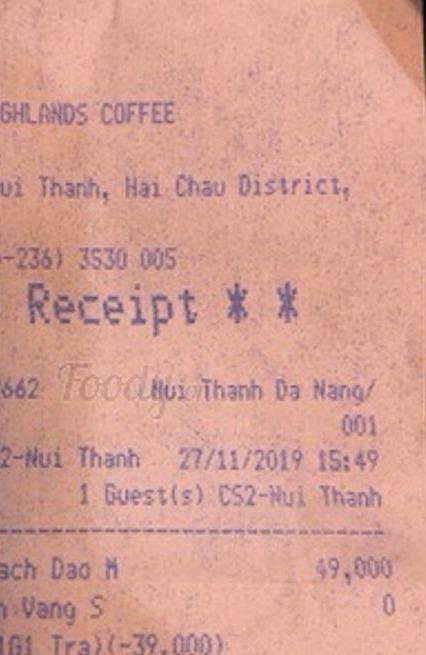 GHLANDS COFFEE
ui Thanh, Hai Chau District,
-236) 3530 005
Receipt * *
662 Foody Nui Thanh Da Nang/
001
2-Nui Thanh 27/11/2019 15:49
1 Guest(s) CS2-Nui Thanh
ach Dao M 49,000
Vang S 0
1G1 Tra)(-39,000)